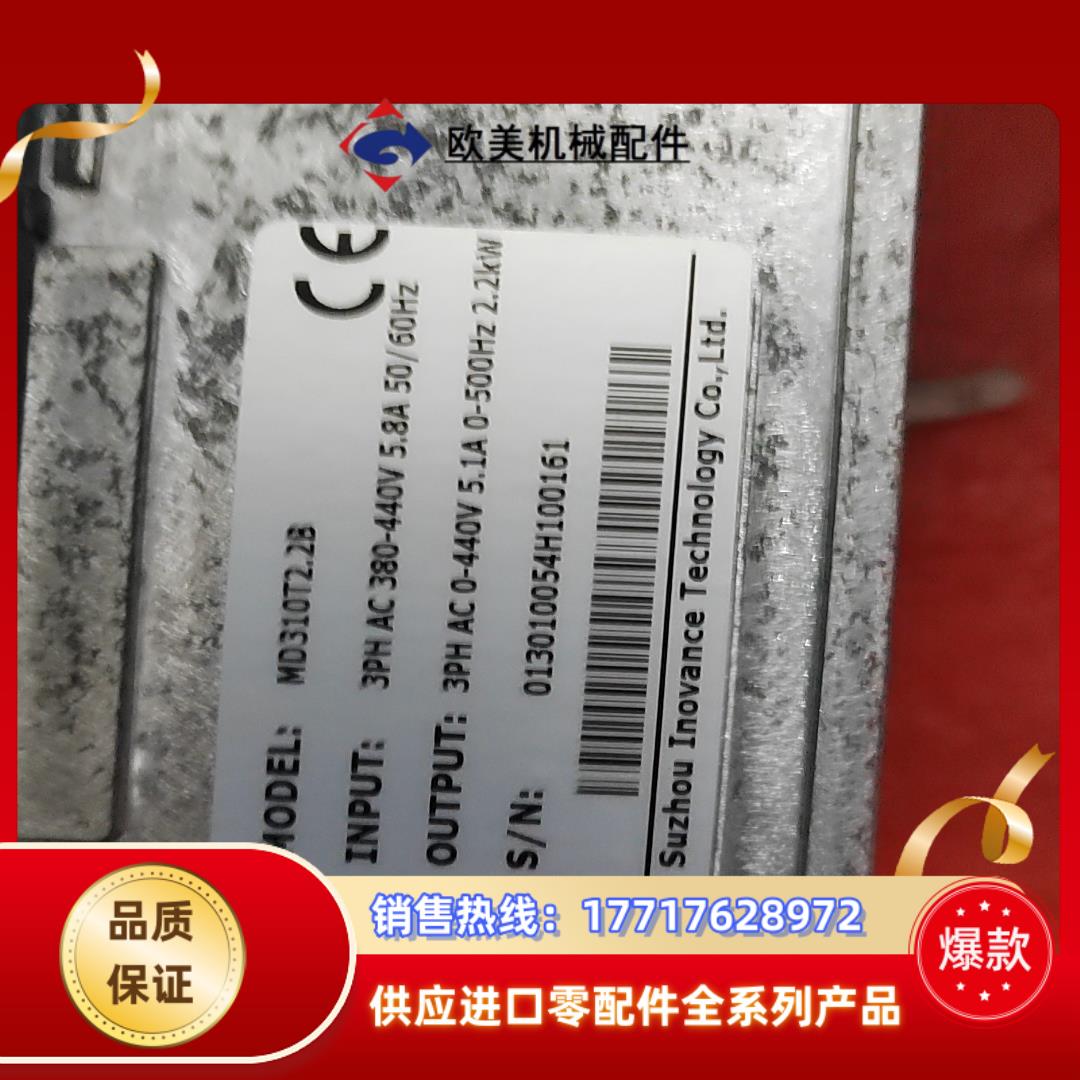 欧美机械配件
CE
MODEL: MD310T2.2B
INPUT: 3PH AC 380-440V 5.8A 50/60Hz
OUTPUT: 3PH AC 0-440V 5.1A 0-500Hz 2.2kW
S/N: 013010054H100161
Suzhou Inovance Technology Co.,Ltd.
品质
保证
销售热线：17717628972
供应进口零配件全系列产品
爆款